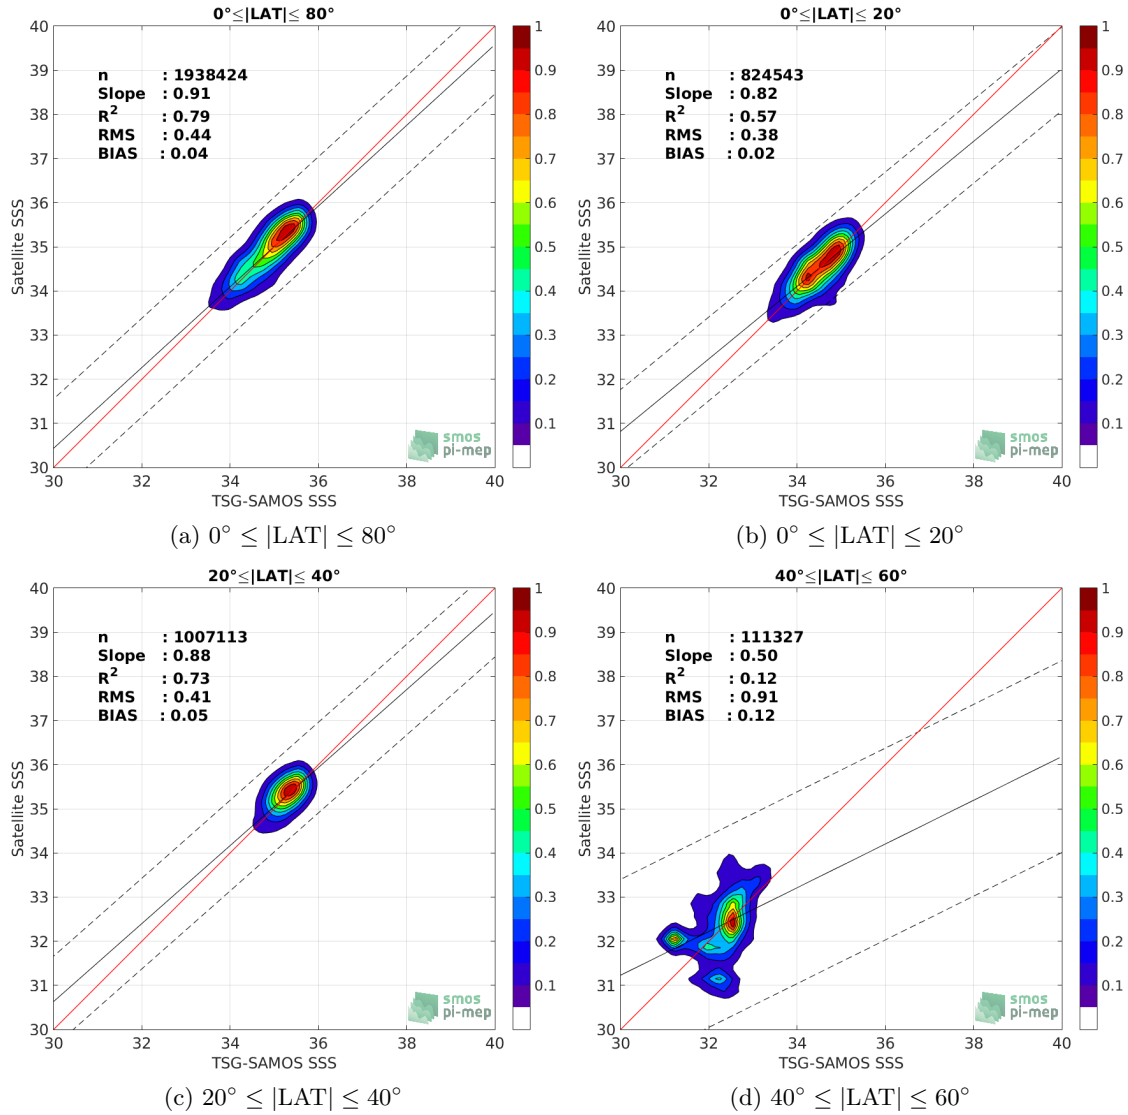 0°≤|LAT|≤ 80°
40
39
38
37
36
35
34
33
32
31
30
Satellite SSS
n : 1938424
Slope : 0.91
R² : 0.79
RMS : 0.44
BIAS : 0.04
smos
pi-mep
30 32 34 36 38 40
TSG-SAMOS SSS
1
0.9
0.8
0.7
0.6
0.5
0.4
0.3
0.2
0.1
(a) 0° ≤ |LAT| ≤ 80°
0°≤|LAT|≤ 20°
40
39
38
37
36
35
34
33
32
31
30
Satellite SSS
n : 824543
Slope : 0.82
R² : 0.57
RMS : 0.38
BIAS : 0.02
smos
pi-mep
30 32 34 36 38 40
TSG-SAMOS SSS
1
0.9
0.8
0.7
0.6
0.5
0.4
0.3
0.2
0.1
(b) 0° ≤ |LAT| ≤ 20°
20°≤|LAT|≤ 40°
40
39
38
37
36
35
34
33
32
31
30
Satellite SSS
n : 1007113
Slope : 0.88
R² : 0.73
RMS : 0.41
BIAS : 0.05
smos
pi-mep
30 32 34 36 38 40
TSG-SAMOS SSS
1
0.9
0.8
0.7
0.6
0.5
0.4
0.3
0.2
0.1
(c) 20° ≤ |LAT| ≤ 40°
40°≤|LAT|≤ 60°
40
39
38
37
36
35
34
33
32
31
30
Satellite SSS
n : 111327
Slope : 0.50
R² : 0.12
RMS : 0.91
BIAS : 0.12
smos
pi-mep
30 32 34 36 38 40
TSG-SAMOS SSS
1
0.9
0.8
0.7
0.6
0.5
0.4
0.3
0.2
0.1
(d) 40° ≤ |LAT| ≤ 60°